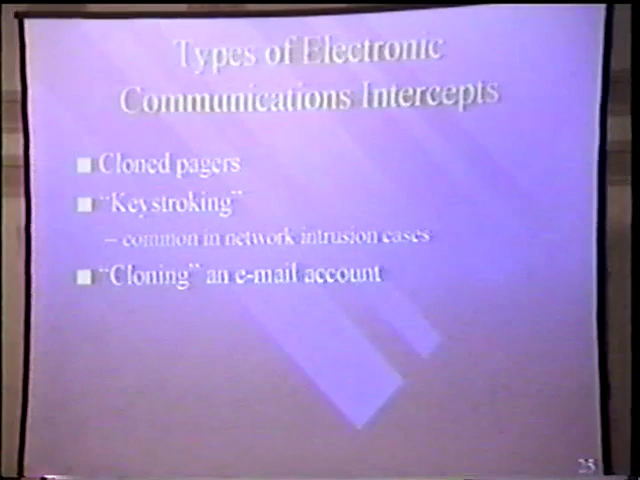 Types of Electronic
Communications Intercepts
Cloned pagers
"Keystroking"
– common in network intrusion cases
"Cloning" an e-mail account
25